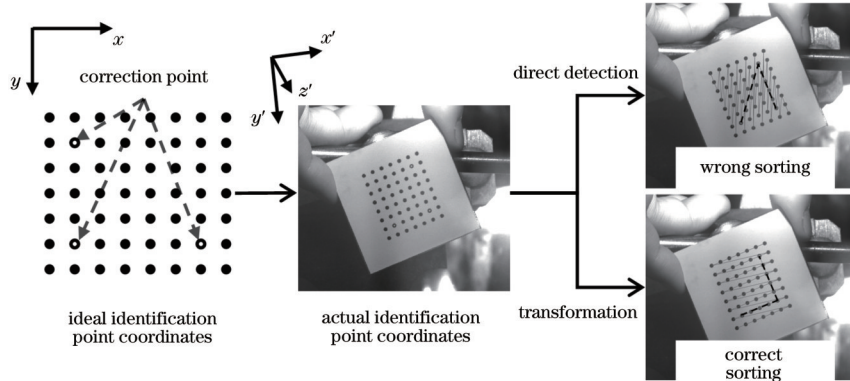 x
y
correction point
ideal identification
point coordinates
x′
z′
y′
actual identification
point coordinates
direct detection
wrong sorting
transformation
correct
sorting